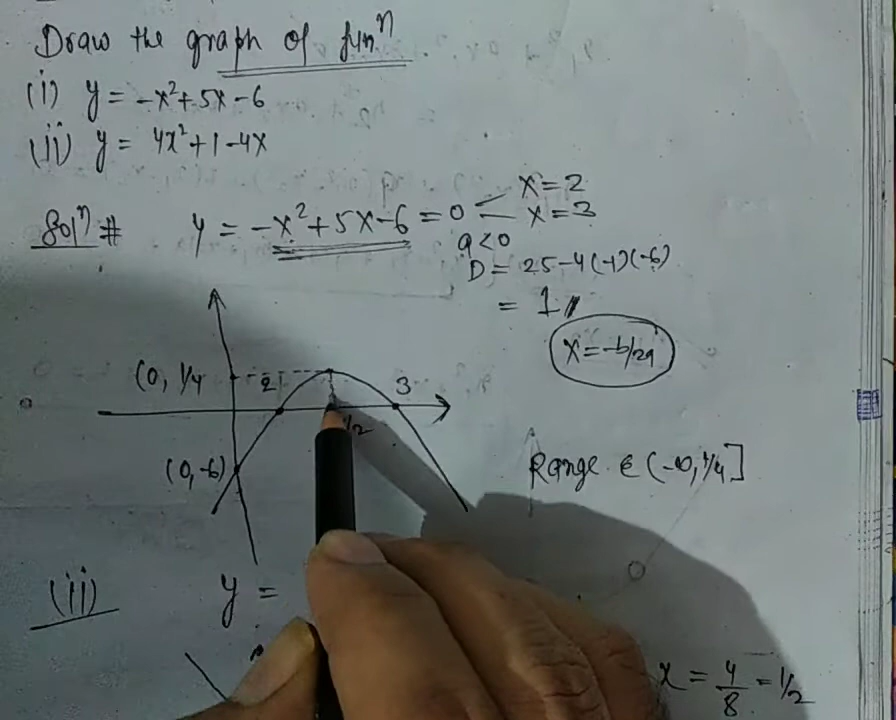 Draw the graph of funⁿ
(i) y = -x²+5x-6
(ii) y = 4x²+1-4x
Solⁿ # y = -x²+5x-6 = 0
x=2
x=3
a<0
D = 25-4(-1)(-6)
= 1
x=-b/2a
(0, 1/4
2
3
1/2
(0,-6)
Range ∈ (-∞, 1/4]
(ii) y =
x = 4/8 = 1/2